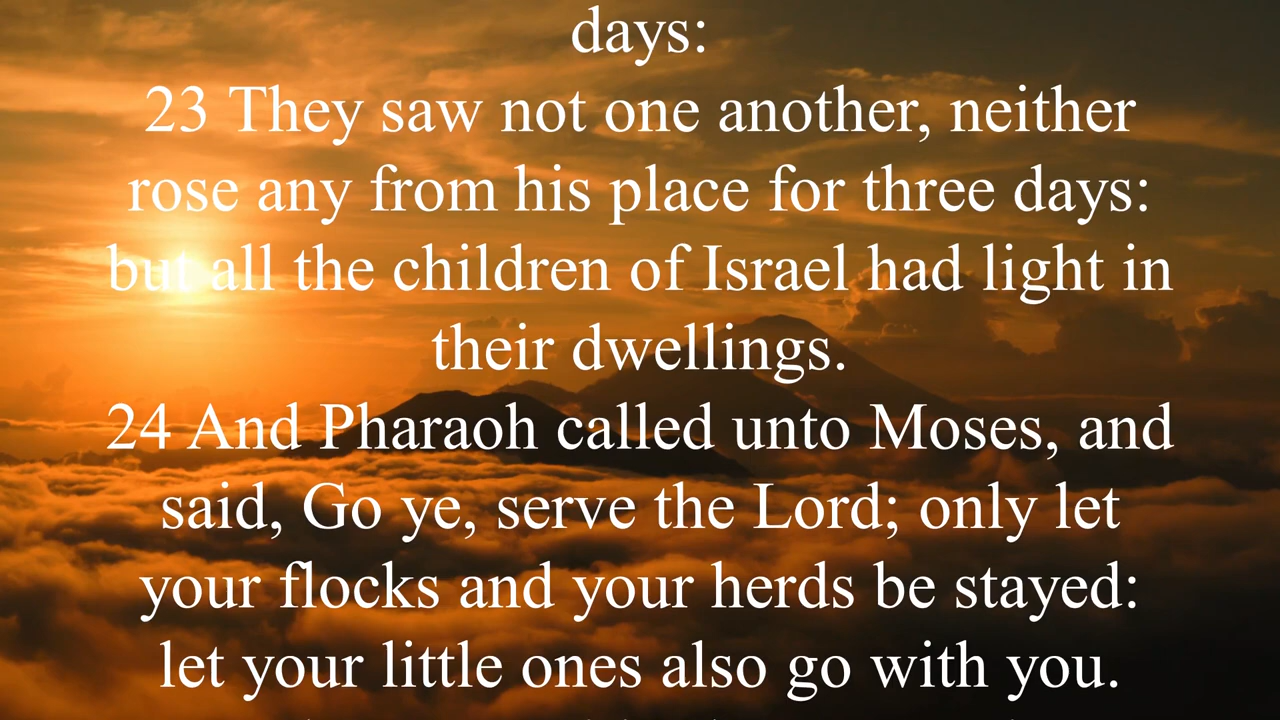 days:
23 They saw not one another, neither
rose any from his place for three days:
but all the children of Israel had light in
their dwellings.
24 And Pharaoh called unto Moses, and
said, Go ye, serve the Lord; only let
your flocks and your herds be stayed:
let your little ones also go with you.